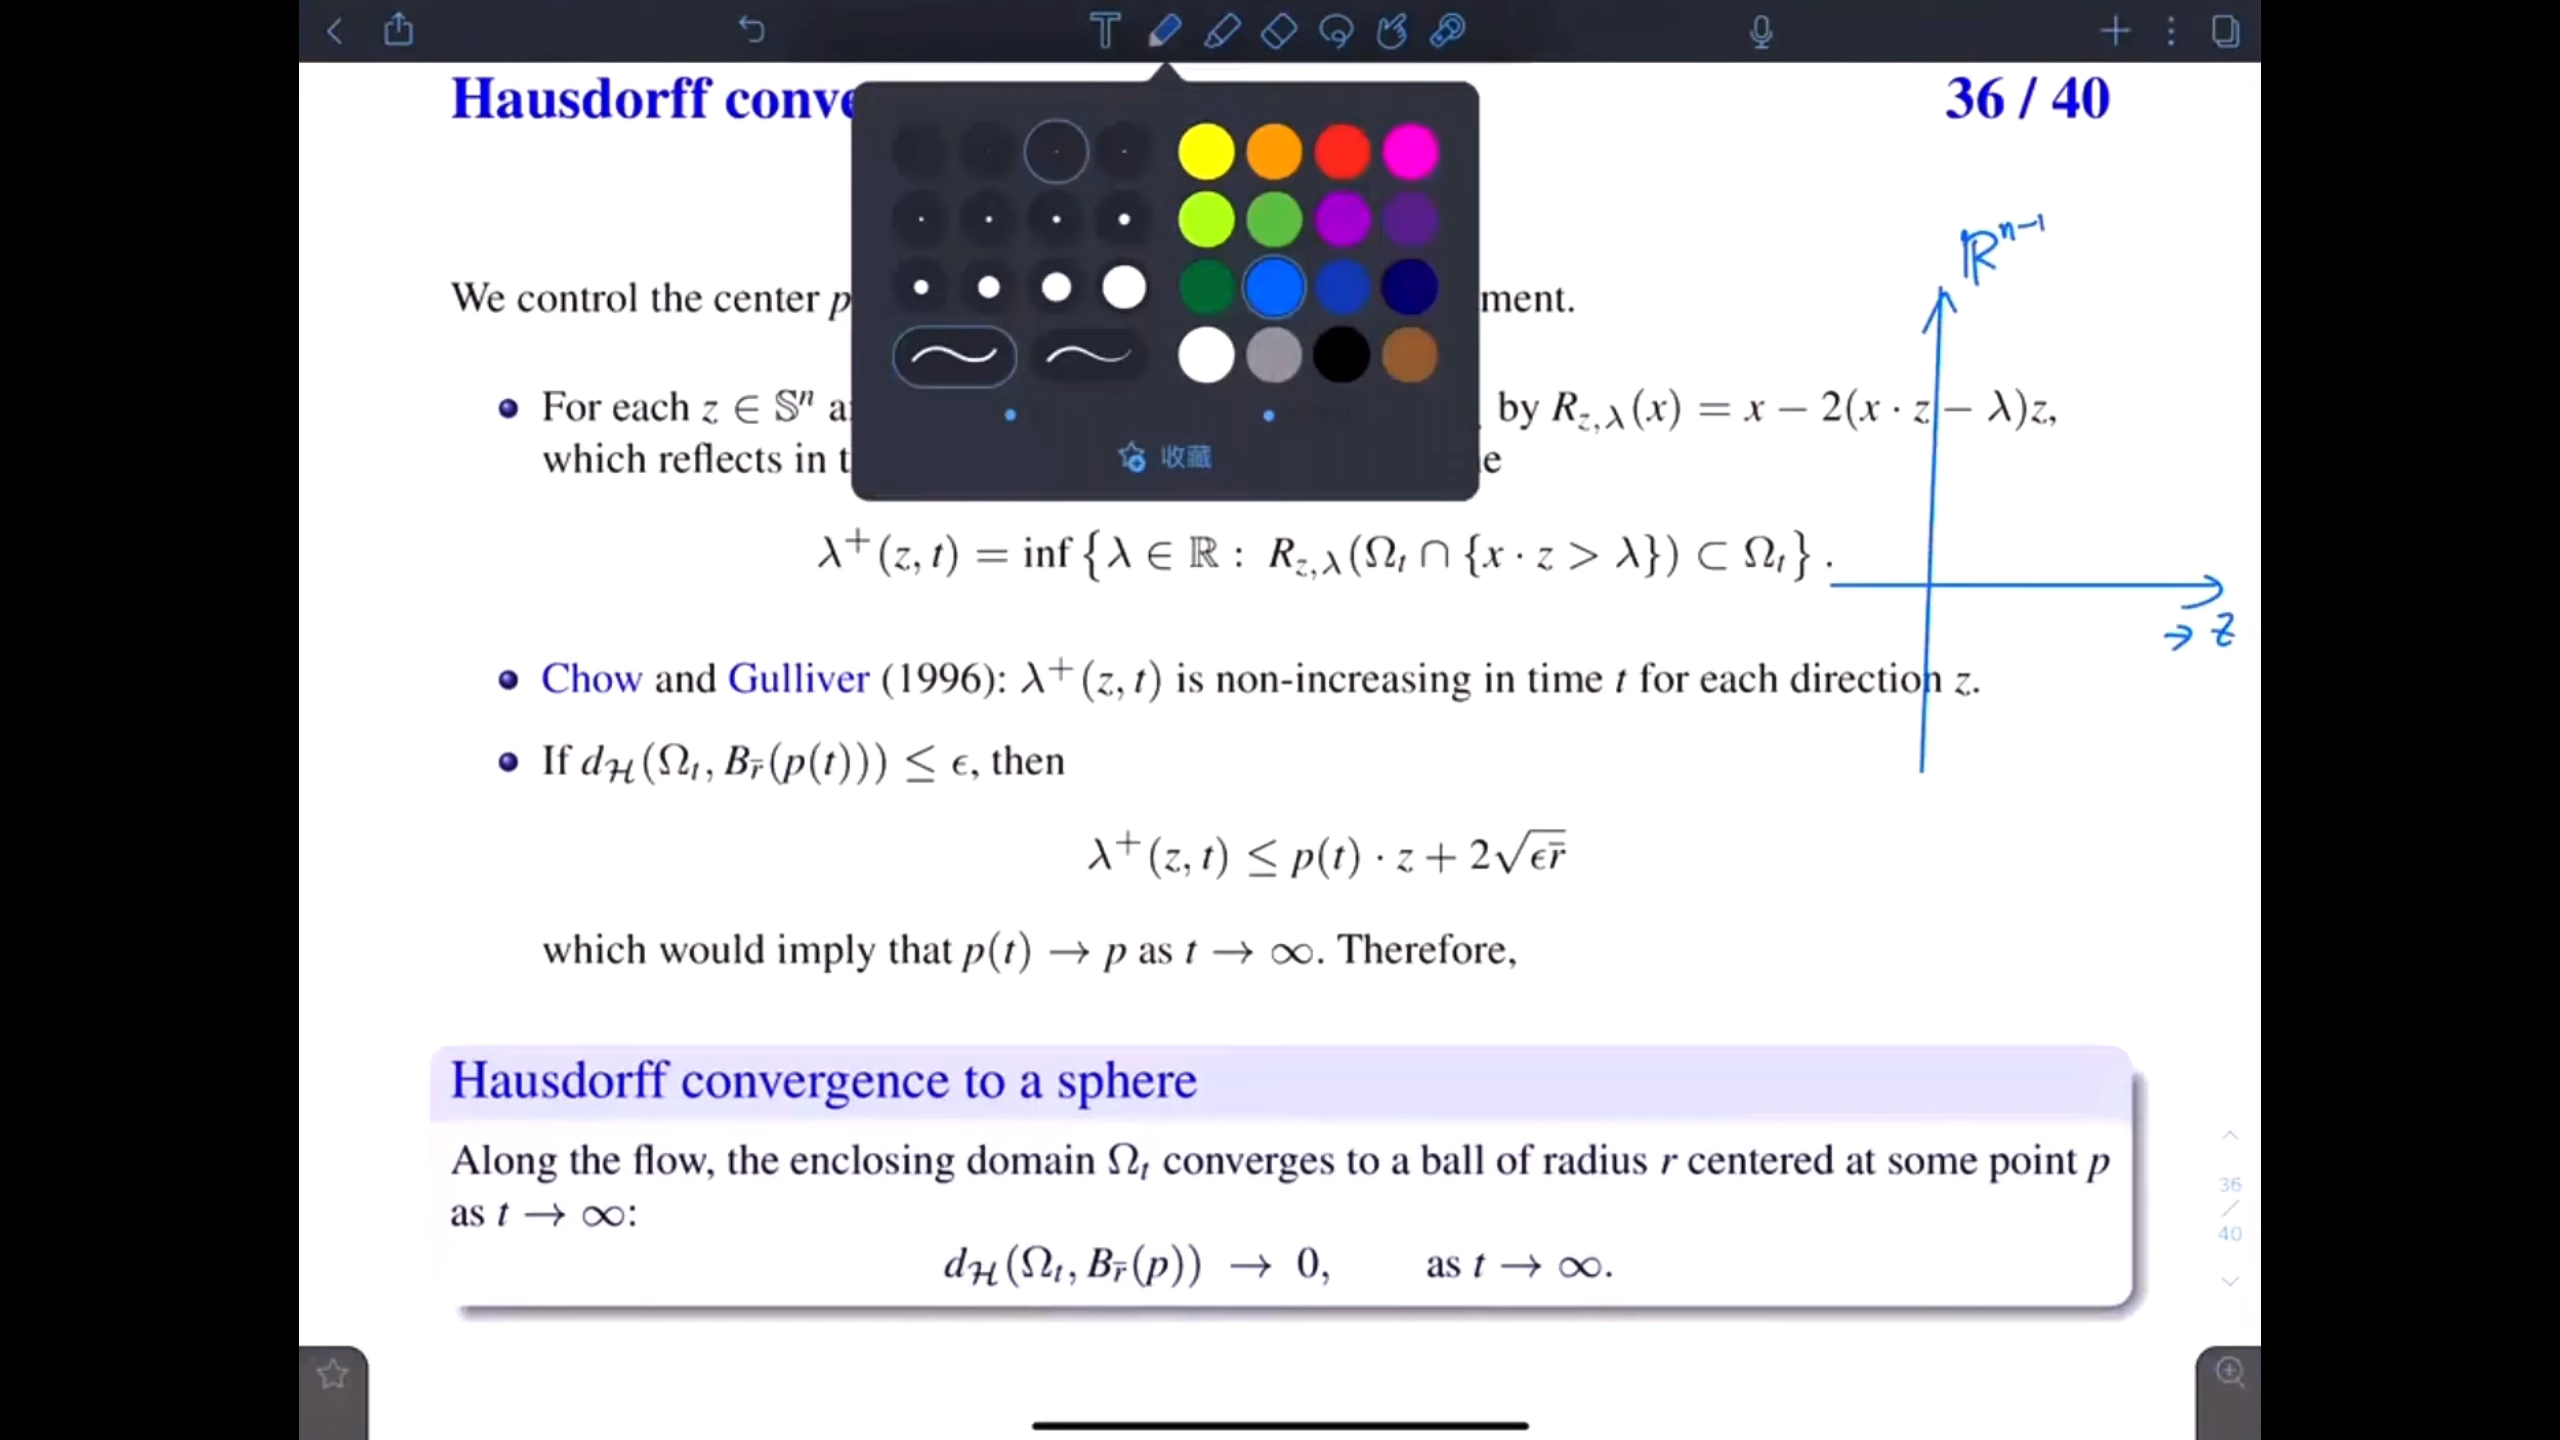 Hausdorff conve
36 / 40
ℝⁿ⁻¹
We control the center p
ment.
For each z ∈ 𝕊ⁿ a
by R_{z,λ}(x) = x − 2(x · z − λ)z,
which reflects in t
e
收藏
λ⁺(z, t) = inf {λ ∈ ℝ : R_{z,λ}(Ω_t ∩ {x · z > λ}) ⊂ Ω_t} .
→ z
Chow and Gulliver (1996): λ⁺(z, t) is non-increasing in time t for each direction z.
If d_ℋ(Ω_t, B_r̄(p(t))) ≤ ϵ, then
λ⁺(z, t) ≤ p(t) · z + 2√ϵr̄
which would imply that p(t) → p as t → ∞. Therefore,
Hausdorff convergence to a sphere
Along the flow, the enclosing domain Ω_t converges to a ball of radius r centered at some point p
as t → ∞:
d_ℋ(Ω_t, B_r̄(p)) → 0, as t → ∞.
36
/
40